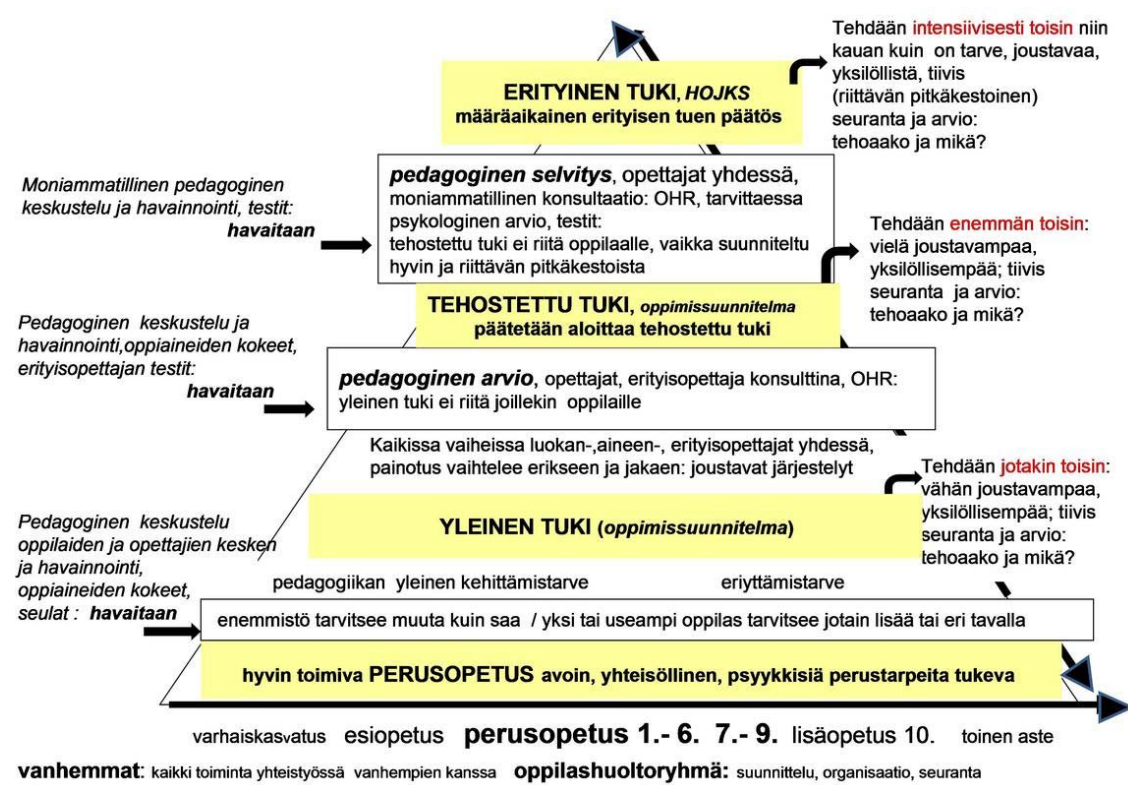 Tehdään intensiivisesti toisin niin
kauan kuin on tarve, joustavaa,
yksilöllistä, tiivis
(riittävän pitkäkestoinen)
seuranta ja arvio:
tehoaako ja mikä?
ERITYINEN TUKI, HOJKS
määräaikainen erityisen tuen päätös
Moniammatillinen pedagoginen
keskustelu ja havainnointi, testit:
havaitaan
pedagoginen selvitys, opettajat yhdessä,
moniammatillinen konsultaatio: OHR, tarvittaessa
psykologinen arvio, testit:
tehostettu tuki ei riitä oppilaalle, vaikka suunniteltu
hyvin ja riittävän pitkäkestoista
Tehdään enemmän toisin:
vielä joustavampaa,
yksilöllisempää; tiivis
seuranta ja arvio:
tehoaako ja mikä?
TEHOSTETTU TUKI, oppimissuunnitelma
päätetään aloittaa tehostettu tuki
Pedagoginen keskustelu ja
havainnointi,oppiaineiden kokeet,
erityisopettajan testit:
havaitaan
pedagoginen arvio, opettajat, erityisopettaja konsulttina, OHR:
yleinen tuki ei riitä joillekin oppilaille
Kaikissa vaiheissa luokan-,aineen-, erityisopettajat yhdessä,
painotus vaihtelee erikseen ja jakaen: joustavat järjestelyt
Tehdään jotakin toisin:
vähän joustavampaa,
yksilöllisempää; tiivis
seuranta ja arvio:
tehoaako ja mikä?
YLEINEN TUKI (oppimissuunnitelma)
Pedagoginen keskustelu
oppilaiden ja opettajien kesken
ja havainnointi,
oppiaineiden kokeet,
seulat : havaitaan
pedagogiikan yleinen kehittämistarve eriyttämistarve
enemmistö tarvitsee muuta kuin saa / yksi tai useampi oppilas tarvitsee jotain lisää tai eri tavalla
hyvin toimiva PERUSOPETUS avoin, yhteisöllinen, psyykkisiä perustarpeita tukeva
varhaiskasvatus esiopetus perusopetus 1.- 6. 7.- 9. lisäopetus 10. toinen aste
vanhemmat: kaikki toiminta yhteistyössä vanhempien kanssa oppilashuoltoryhmä: suunnittelu, organisaatio, seuranta